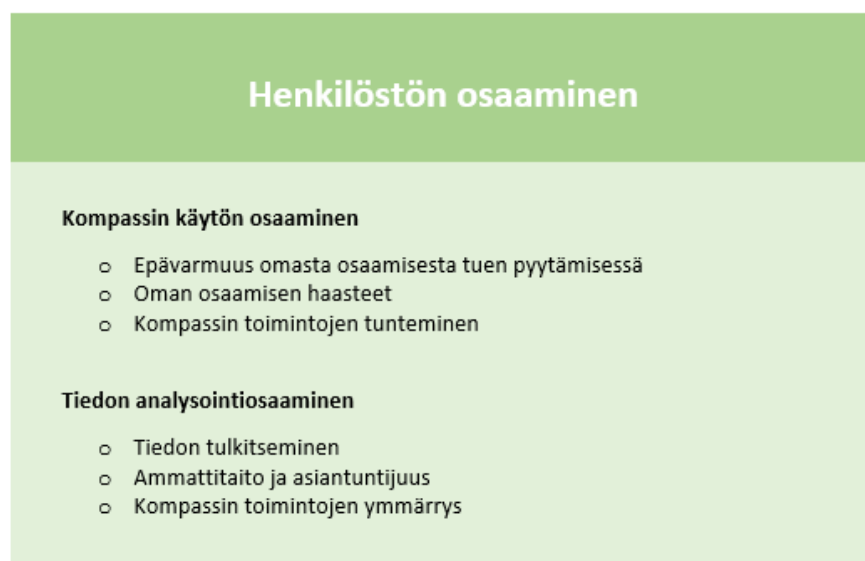 Henkilöstön osaaminen
Kompassin käytön osaaminen
o Epävarmuus omasta osaamisesta tuen pyytämisessä
o Oman osaamisen haasteet
o Kompassin toimintojen tunteminen
Tiedon analysointiosaaminen
o Tiedon tulkitseminen
o Ammattitaito ja asiantuntijuus
o Kompassin toimintojen ymmärrys